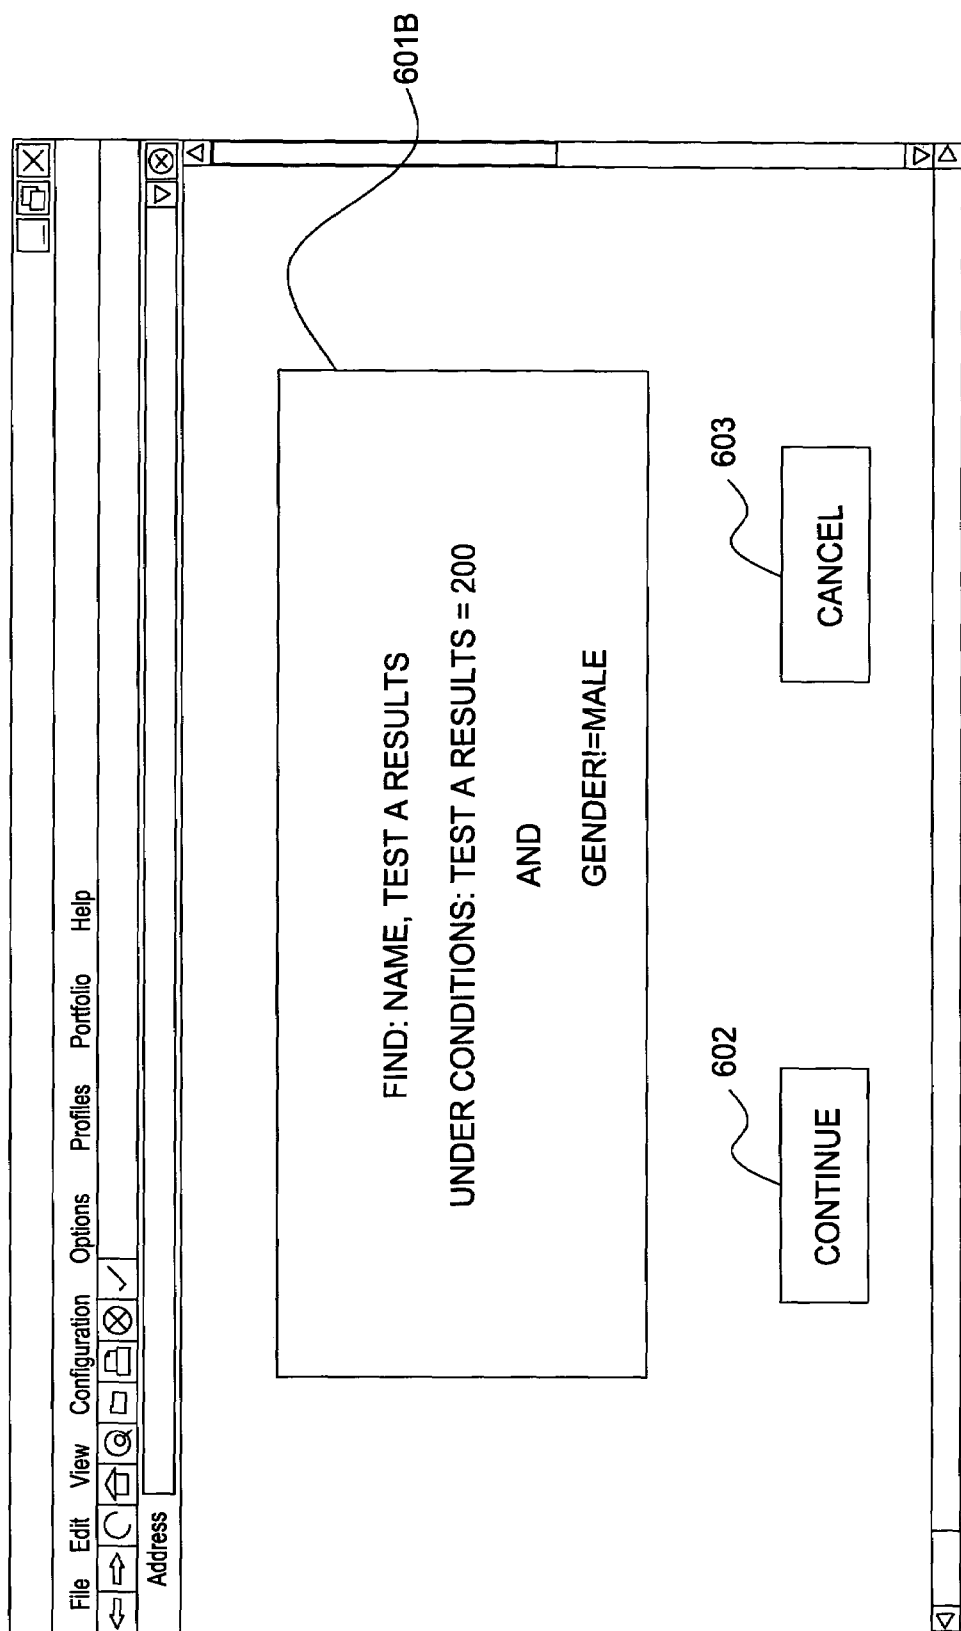 File Edit View Configuration Options Profiles Portfolio Help
Address
601B
FIND: NAME, TEST A RESULTS
UNDER CONDITIONS: TEST A RESULTS = 200
AND
GENDER!=MALE
602
603
CONTINUE
CANCEL